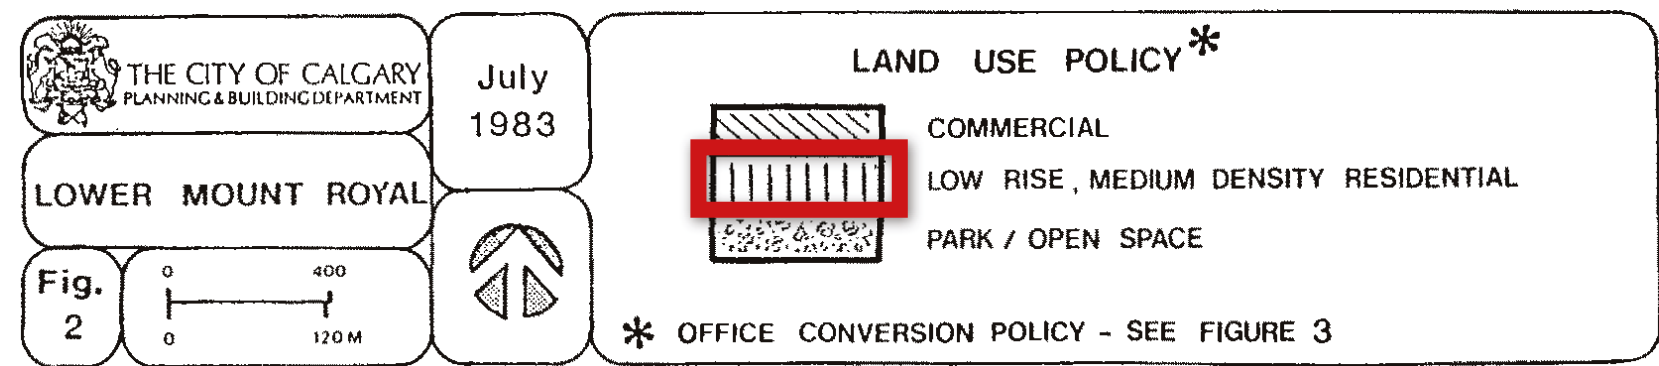 THE CITY OF CALGARY
PLANNING & BUILDING DEPARTMENT
LOWER MOUNT ROYAL
Fig.
2
0 400
0 120 M
July
1983
LAND USE POLICY*
COMMERCIAL
LOW RISE, MEDIUM DENSITY RESIDENTIAL
PARK / OPEN SPACE
* OFFICE CONVERSION POLICY - SEE FIGURE 3